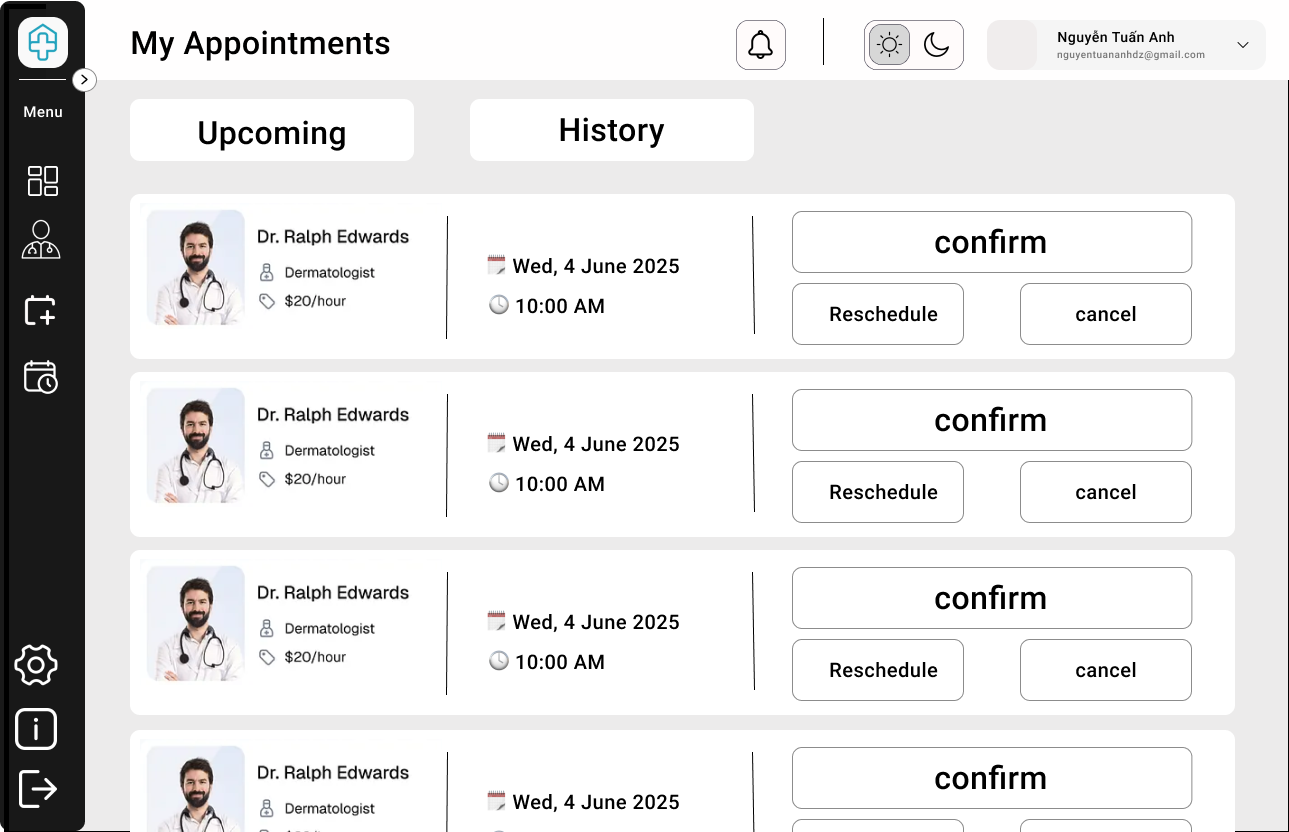 My Appointments
Nguyễn Tuấn Anh
nguyentuananhdz@gmail.com
Menu
Upcoming
History
Dr. Ralph Edwards
Dermatologist
$20/hour
Wed, 4 June 2025
10:00 AM
confirm
Reschedule
cancel
Dr. Ralph Edwards
Dermatologist
$20/hour
Wed, 4 June 2025
10:00 AM
confirm
Reschedule
cancel
Dr. Ralph Edwards
Dermatologist
$20/hour
Wed, 4 June 2025
10:00 AM
confirm
Reschedule
cancel
Dr. Ralph Edwards
Dermatologist
Wed, 4 June 2025
confirm